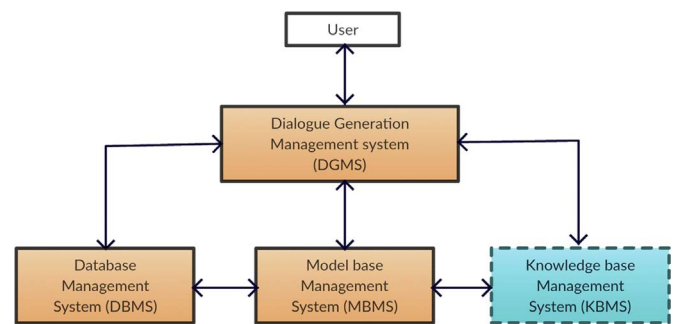 User
Dialogue Generation
Management system
(DGMS)
Database
Management
System (DBMS)
Model base
Management
System (MBMS)
Knowledge base
Management
System (KBMS)